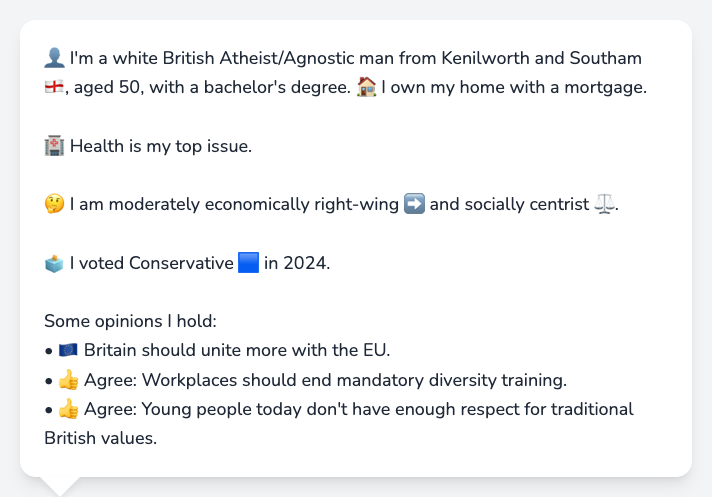 👤 I'm a white British Atheist/Agnostic man from Kenilworth and Southam
🏴󠁧󠁢󠁥󠁮󠁧󠁿, aged 50, with a bachelor's degree. 🏠 I own my home with a mortgage.
🏥 Health is my top issue.
🤔 I am moderately economically right-wing ➡️ and socially centrist ⚖️.
🗳️ I voted Conservative 🟦 in 2024.
Some opinions I hold:
• 🇪🇺 Britain should unite more with the EU.
• 👍 Agree: Workplaces should end mandatory diversity training.
• 👍 Agree: Young people today don't have enough respect for traditional
British values.